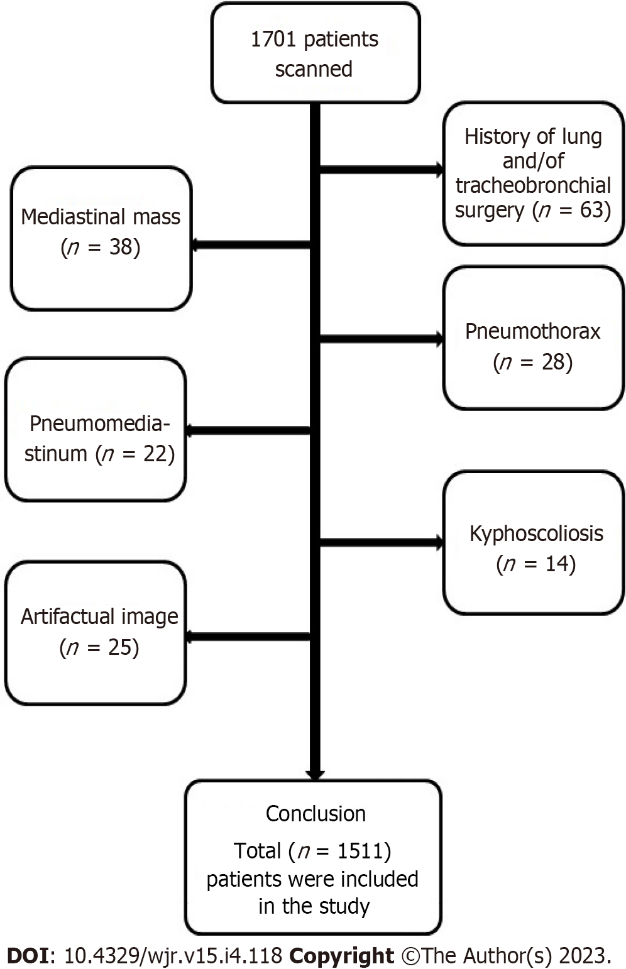 1701 patients
scanned
History of lung
and/of
tracheobronchial
surgery (n = 63)
Mediastinal mass
(n = 38)
Pneumothorax
(n = 28)
Pneumomedia-
stinum (n = 22)
Kyphoscoliosis
(n = 14)
Artifactual image
(n = 25)
Conclusion
Total (n = 1511)
patients were included
in the study
DOI: 10.4329/wjr.v15.i4.118 Copyright ©The Author(s) 2023.